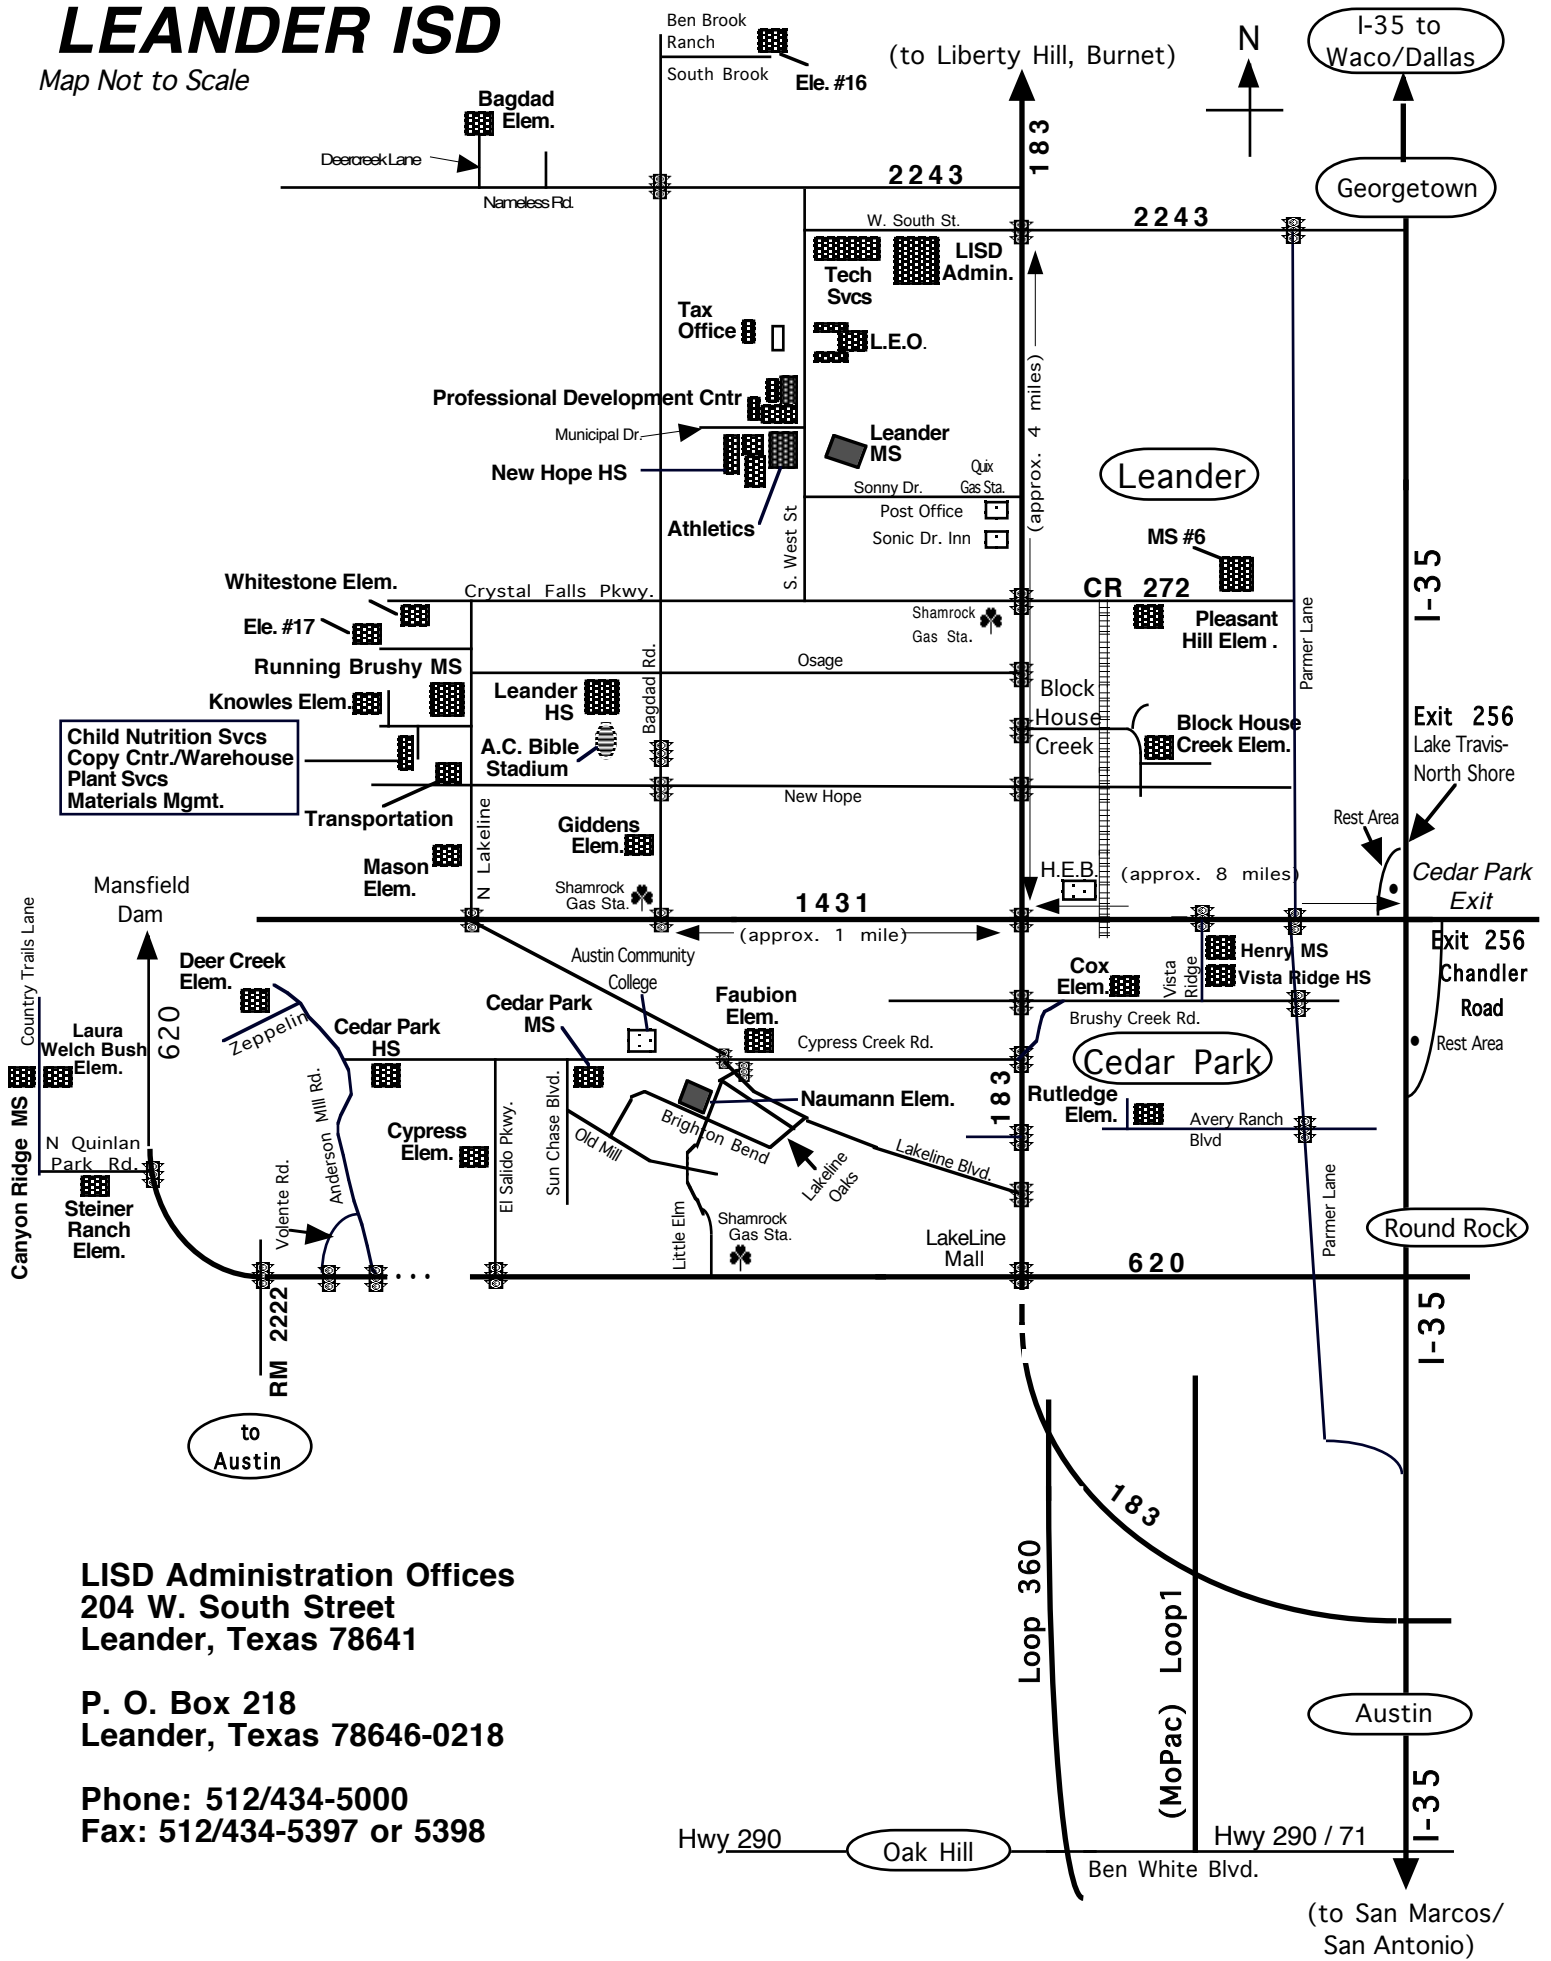 LEANDER ISD
Map Not to Scale
Ben Brook
Ranch
South Brook
Ele. #16
(to Liberty Hill, Burnet)
N
I-35 to
Waco/Dallas
Bagdad
Elem.
Deercreek Lane
Nameless Rd.
2243
183
Georgetown
W. South St.
2243
Tech
Svcs
LISD
Admin.
Tax
Office
L.E.O.
Professional Development Cntr
Municipal Dr.
New Hope HS
Athletics
Leander
MS
Quix
Gas Sta.
Sonny Dr.
Post Office
Sonic Dr. Inn
S. West St
(approx. 4 miles)
Leander
MS #6
I-35
Whitestone Elem.
Crystal Falls Pkwy.
CR 272
Ele. #17
Shamrock
Gas Sta.
Pleasant
Hill Elem .
Parmer Lane
Running Brushy MS
Osage
Bagdad Rd.
Knowles Elem.
Leander
HS
Block
House
Creek
Block House
Creek Elem.
Exit 256
Lake Travis-
North Shore
Child Nutrition Svcs
Copy Cntr./Warehouse
Plant Svcs
Materials Mgmt.
A.C. Bible
Stadium
Transportation
New Hope
N Lakeline
Giddens
Elem.
Mason
Elem.
Rest Area
H.E.B.
(approx. 8 miles)
Cedar Park
Exit
Shamrock
Gas Sta.
1431
(approx. 1 mile)
Mansfield
Dam
Country Trails Lane
620
Deer Creek
Elem.
Zeppelin
Austin Community
College
Cedar Park
MS
Faubion
Elem.
Cox
Elem.
Vista
Ridge
Henry MS
Vista Ridge HS
Exit 256
Chandler
Road
Rest Area
Brushy Creek Rd.
Laura
Welch Bush
Elem.
Cedar Park
HS
Cypress Creek Rd.
Cedar Park
Canyon Ridge MS
N Quinlan
Park Rd.
Anderson Mill Rd.
Cypress
Elem.
El Salido Pkwy.
Sun Chase Blvd.
Old Mill
Brighton Bend
Naumann Elem.
183
Rutledge
Elem.
Avery Ranch
Blvd
Lakeline
Oaks
Lakeline Blvd.
Steiner
Ranch
Elem.
Volente Rd.
Little Elm
Shamrock
Gas Sta.
LakeLine
Mall
620
Parmer Lane
Round Rock
RM 2222
I-35
to
Austin
183
Loop 360
(MoPac) Loop1
LISD Administration Offices
204 W. South Street
Leander, Texas 78641
P. O. Box 218
Leander, Texas 78646-0218
Phone: 512/434-5000
Fax: 512/434-5397 or 5398
Austin
I-35
Hwy 290
Oak Hill
Hwy 290 / 71
Ben White Blvd.
(to San Marcos/
San Antonio)